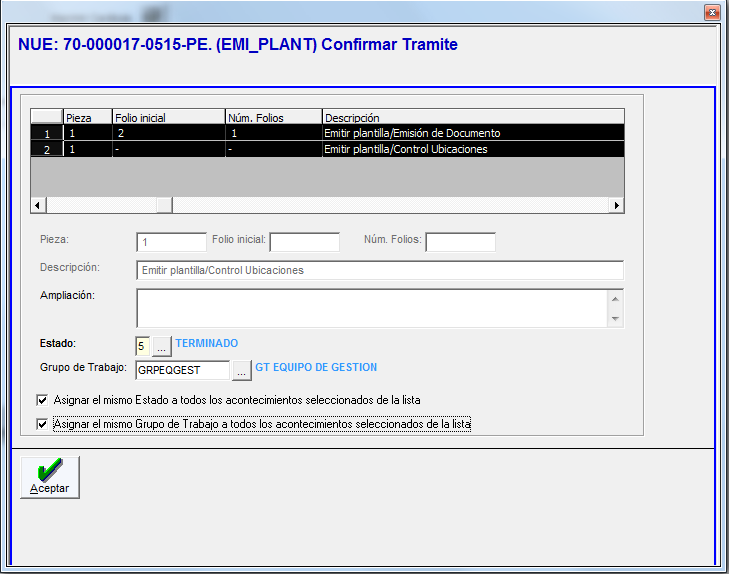 NUE: 70-000017-0515-PE. (EMI_PLANT) Confirmar Tramite
Pieza Folio inicial Núm. Folios Descripción
1 1 2 1 Emitir plantilla/Emisión de Documento
2 1 - - Emitir plantilla/Control Ubicaciones
Pieza: 1 Folio inicial: Núm. Folios:
Descripción: Emitir plantilla/Control Ubicaciones
Ampliación:
Estado: 5 ... TERMINADO
Grupo de Trabajo: GRPEQGEST ... GT EQUIPO DE GESTION
Asignar el mismo Estado a todos los acontecimientos seleccionados de la lista
Asignar el mismo Grupo de Trabajo a todos los acontecimientos seleccionados de la lista
Aceptar